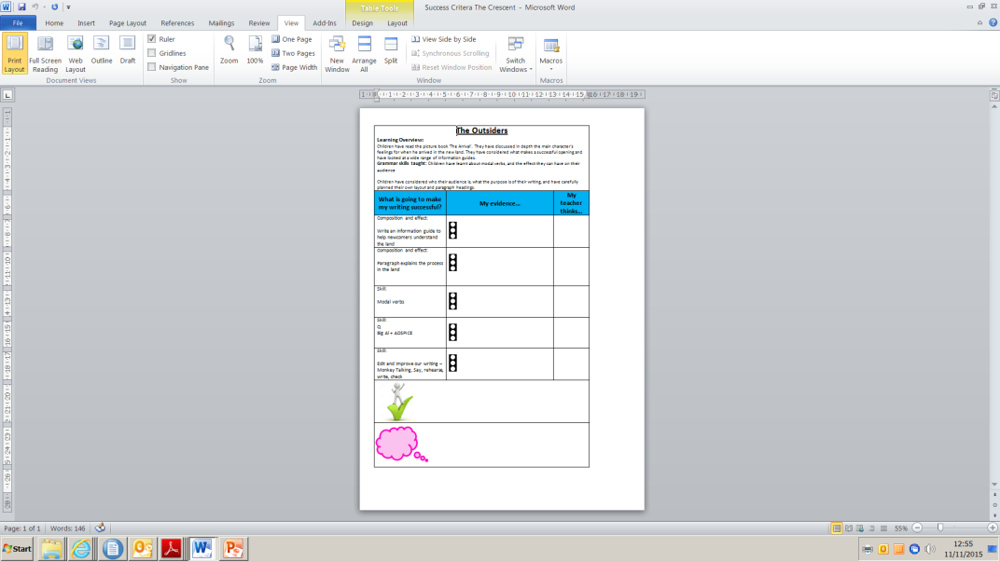 Success Critera The Crescent - Microsoft Word
Table Tools
File Home Insert Page Layout References Mailings Review View Add-Ins Design Layout
Print Layout
Full Screen Reading
Web Layout
Outline
Draft
Document Views
Ruler
Gridlines
Navigation Pane
Show
Zoom
100%
One Page
Two Pages
Page Width
Zoom
New Window
Arrange All
Split
View Side by Side
Synchronous Scrolling
Reset Window Position
Window
Switch Windows
Macros
Macros
The Outsiders
Learning Overview:
Children have read the picture book 'The Arrival'. They have discussed in depth the main character's
feelings for when he arrived in the new land. They have considered what makes a successful opening and
have looked at a wide range of information guides.
Grammar skills taught: Children have learnt about modal verbs, and the effect they can have on their
audience
Children have considered who their audience is, what the purpose is of their writing, and have carefully
planned their own layout and paragraph headings.
What is going to make
my writing successful?
My evidence...
My
teacher
thinks...
Composition and effect:
Write an information guide to
help newcomers understand
the land
Composition and effect:
Paragraph explains the process
in the land
Skill:
Modal verbs
Skill:
Q
Big Al + ADSPICE
Skill:
Edit and improve our writing –
Monkey Talking, Say, rehearse,
write, check
Page: 1 of 1
Words: 146
55%
Start
12:55
11/11/2015